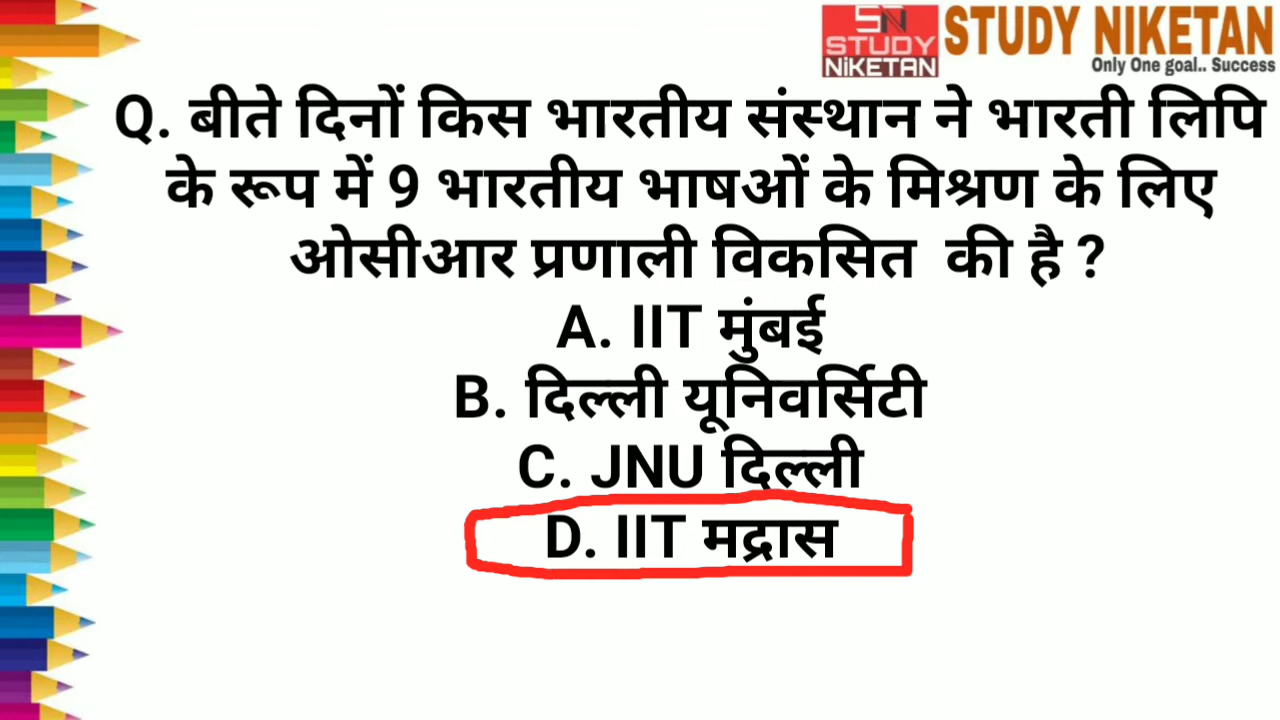 SN
STUDY
NiKETAN
STUDY NIKETAN
Only One goal.. Success
Q. बीते दिनों किस भारतीय संस्थान ने भारती लिपि
के रूप में 9 भारतीय भाषओं के मिश्रण के लिए
ओसीआर प्रणाली विकसित की है ?
A. IIT मुंबई
B. दिल्ली यूनिवर्सिटी
C. JNU दिल्ली
D. IIT मद्रास